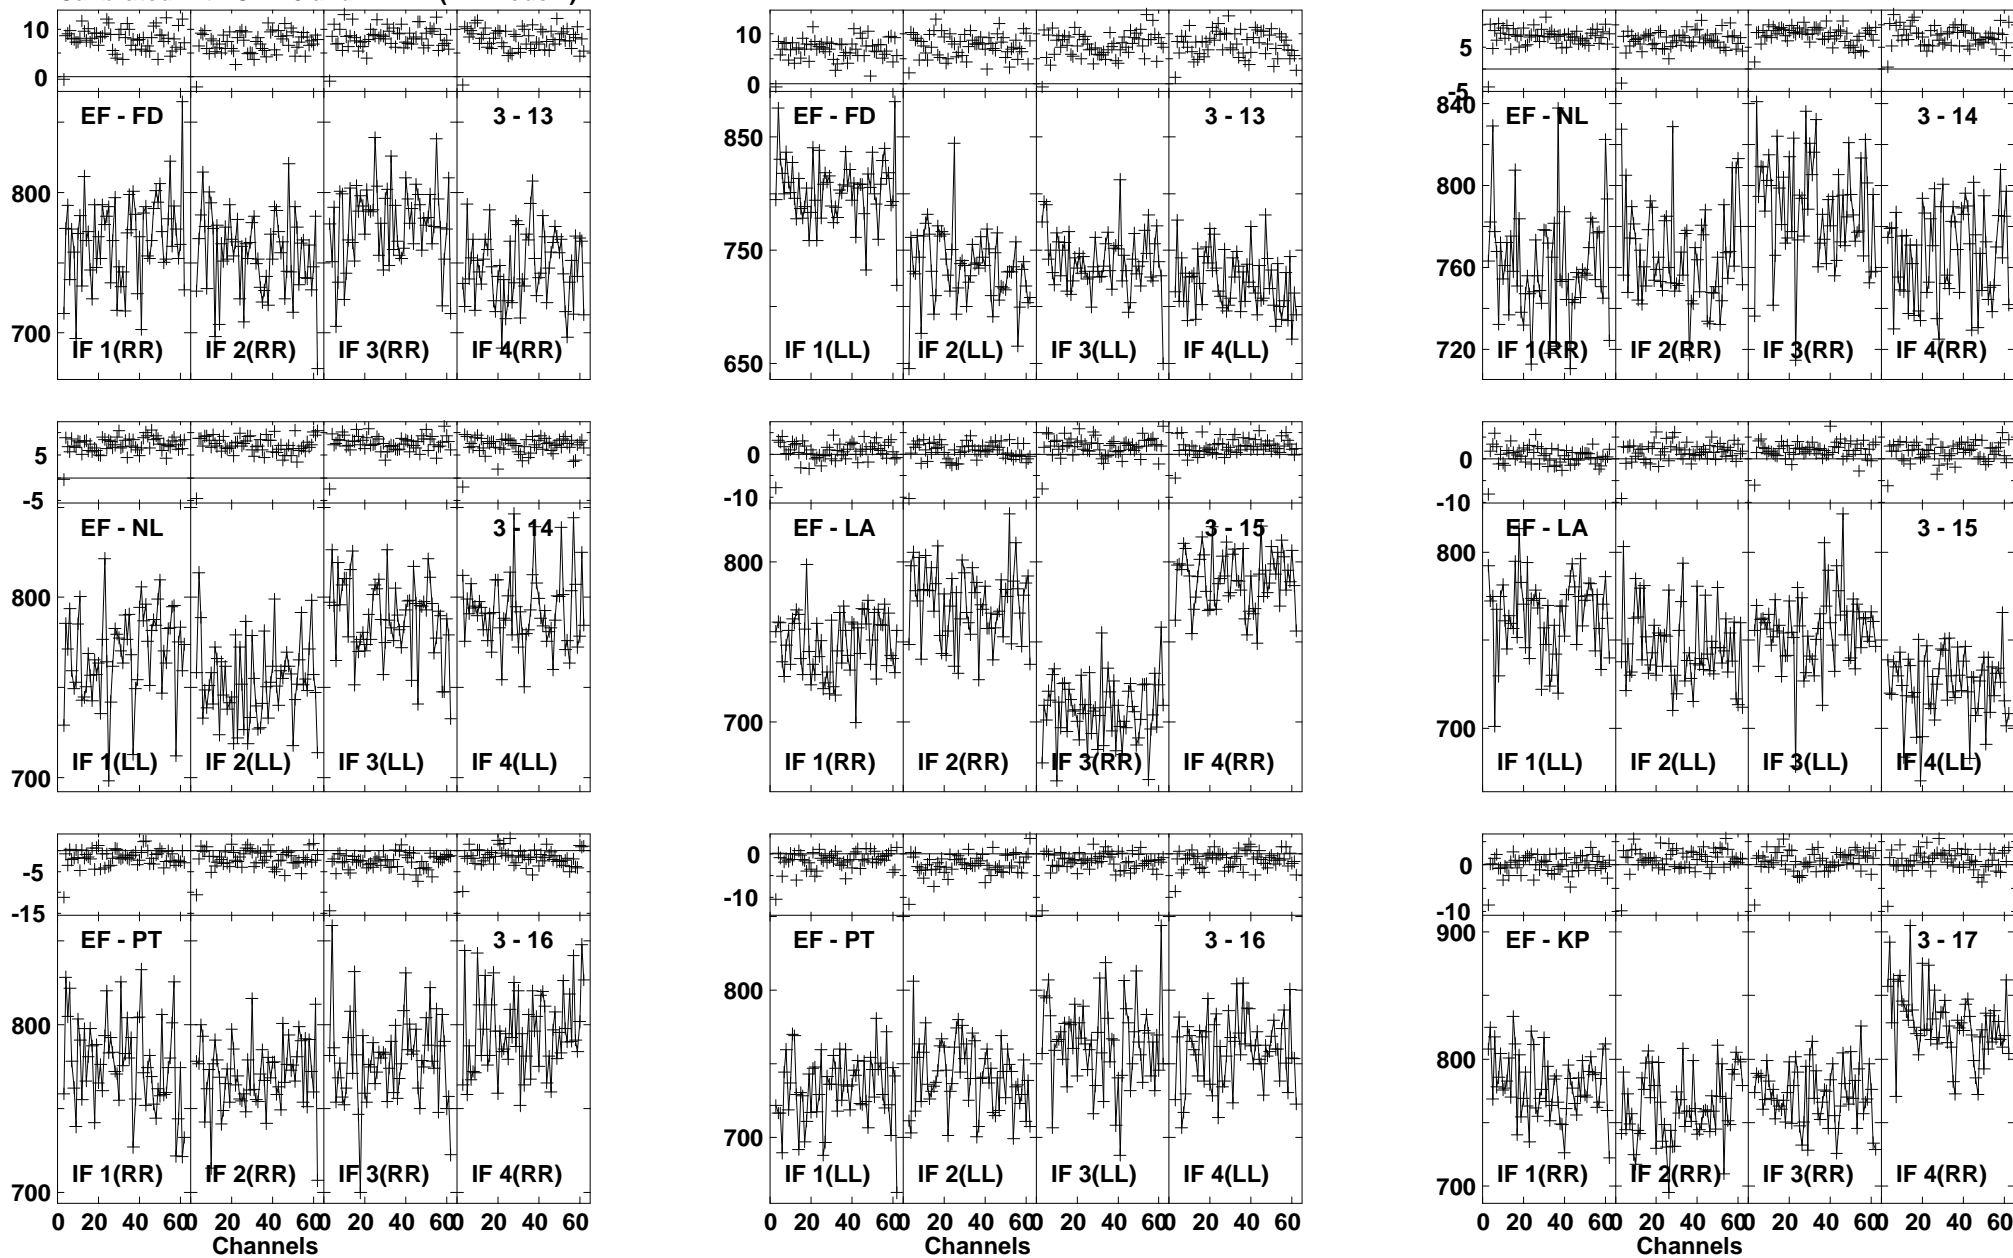 10
0
EF - FD
3 - 13
800
700
IF 1(RR)
IF 2(RR)
IF 3(RR)
IF 4(RR)
10
0
EF - FD
3 - 13
850
750
650
IF 1(LL)
IF 2(LL)
IF 3(LL)
IF 4(LL)
5
-5
840
EF - NL
3 - 14
800
760
720
IF 1(RR)
IF 2(RR)
IF 3(RR)
IF 4(RR)
5
-5
EF - NL
3 - 14
800
700
IF 1(LL)
IF 2(LL)
IF 3(LL)
IF 4(LL)
0
-10
EF - LA
3 - 15
800
700
IF 1(RR)
IF 2(RR)
IF 3(RR)
IF 4(RR)
0
-10
EF - LA
3 - 15
800
700
IF 1(LL)
IF 2(LL)
IF 3(LL)
IF 4(LL)
-5
-15
EF - PT
3 - 16
800
700
IF 1(RR)
IF 2(RR)
IF 3(RR)
IF 4(RR)
0 20 40 60 0 20 40 60 0 20 40 60 0 20 40 60
Channels
0
-10
EF - PT
3 - 16
800
700
IF 1(LL)
IF 2(LL)
IF 3(LL)
IF 4(LL)
0 20 40 60 0 20 40 60 0 20 40 60 0 20 40 60
Channels
0
-10
900
EF - KP
3 - 17
800
700
IF 1(RR)
IF 2(RR)
IF 3(RR)
IF 4(RR)
0 20 40 60 0 20 40 60 0 20 40 60 0 20 40 60
Channels